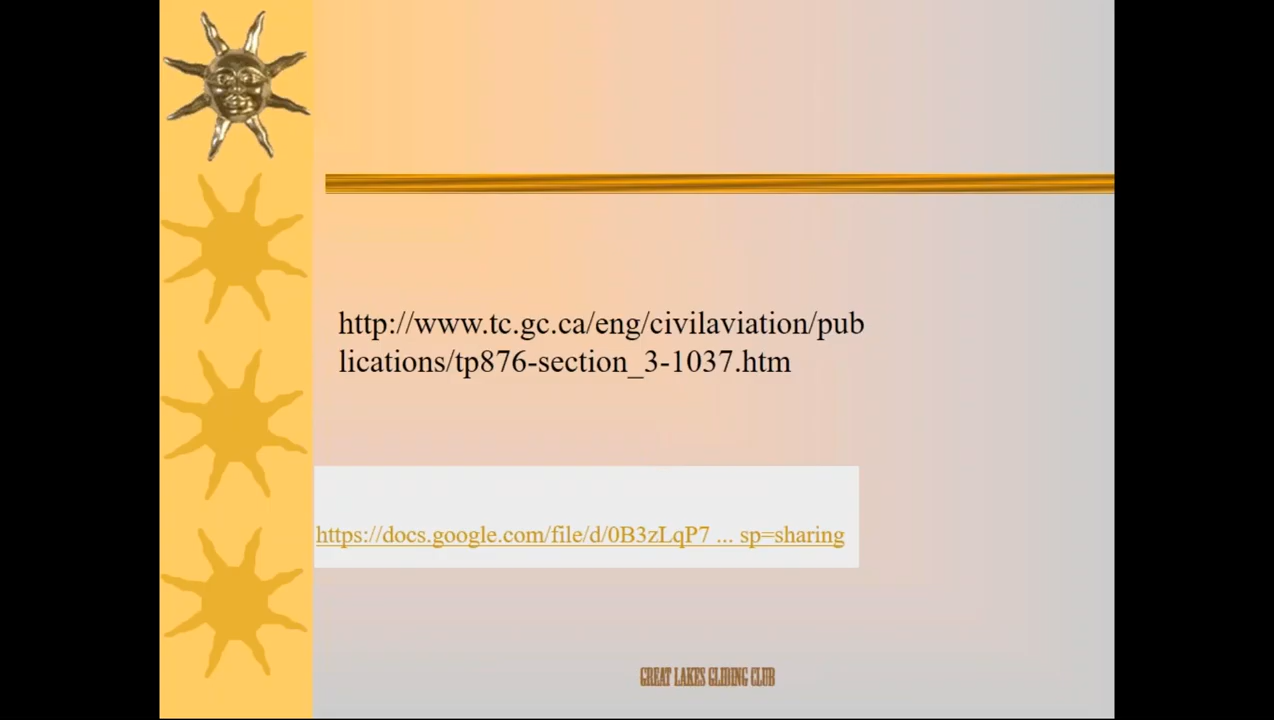 http://www.tc.gc.ca/eng/civilaviation/pub
lications/tp876-section_3-1037.htm
https://docs.google.com/file/d/0B3zLqP7 ... sp=sharing
GREAT LAKES GLIDING CLUB